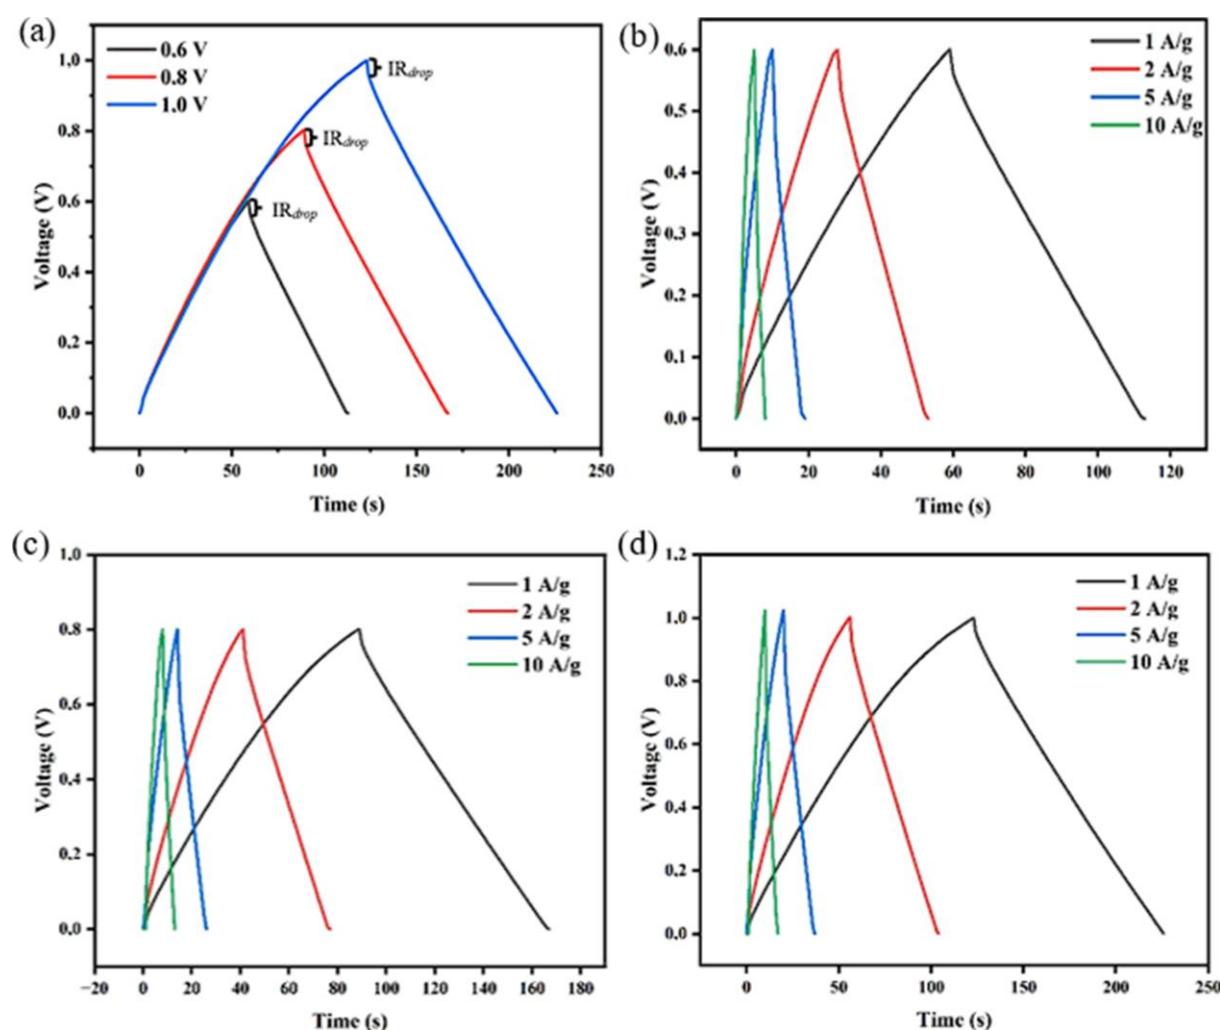 (a)
0.6 V
0.8 V
1.0 V
IRdrop
IRdrop
IRdrop
1.0
0.8
0.6
0.4
0.2
0.0
Voltage (V)
0 50 100 150 200 250
Time (s)
(b)
1 A/g
2 A/g
5 A/g
10 A/g
0.6
0.5
0.4
0.3
0.2
0.1
0.0
Voltage (V)
0 20 40 60 80 100 120
Time (s)
(c)
1 A/g
2 A/g
5 A/g
10 A/g
1.0
0.8
0.6
0.4
0.2
0.0
Voltage (V)
−20 0 20 40 60 80 100 120 140 160 180
Time (s)
(d)
1 A/g
2 A/g
5 A/g
10 A/g
1.2
1.0
0.8
0.6
0.4
0.2
0.0
Voltage (V)
0 50 100 150 200 250
Time (s)